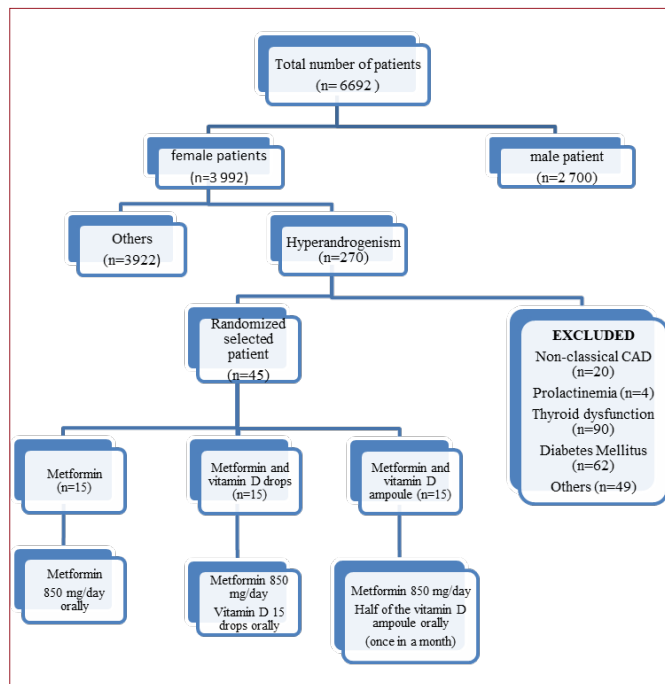 Total number of patients
(n= 6692 )
female patients
(n=3 992)
male patient
(n=2 700)
Others
(n=3922)
Hyperandrogenism
(n=270)
Randomized
selected
patient
(n=45)
EXCLUDED
Non-classical CAD
(n=20)
Prolactinemia (n=4)
Thyroid dysfunction
(n=90)
Diabetes Mellitus
(n=62)
Others (n=49)
Metformin
(n=15)
Metformin and
vitamin D drops
(n=15)
Metformin and
vitamin D
ampoule (n=15)
Metformin
850 mg/day
orally
Metformin 850
mg/day
Vitamin D 15
drops orally
Metformin 850 mg/day
Half of the vitamin D
ampoule orally
(once in a month)